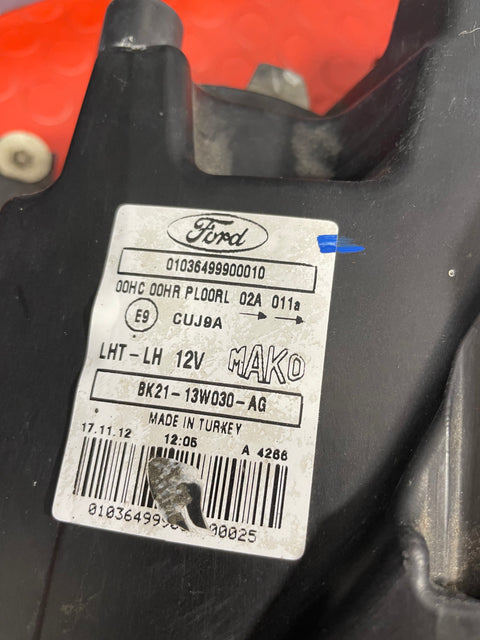 Ford
01036499900010
00HC 00HR PL00RL 02A 011a
E9 CUJ9A
LHT-LH 12V MAKO
BK21-13W030-AG
MADE IN TURKEY
17.11.12 12:05 A 4266